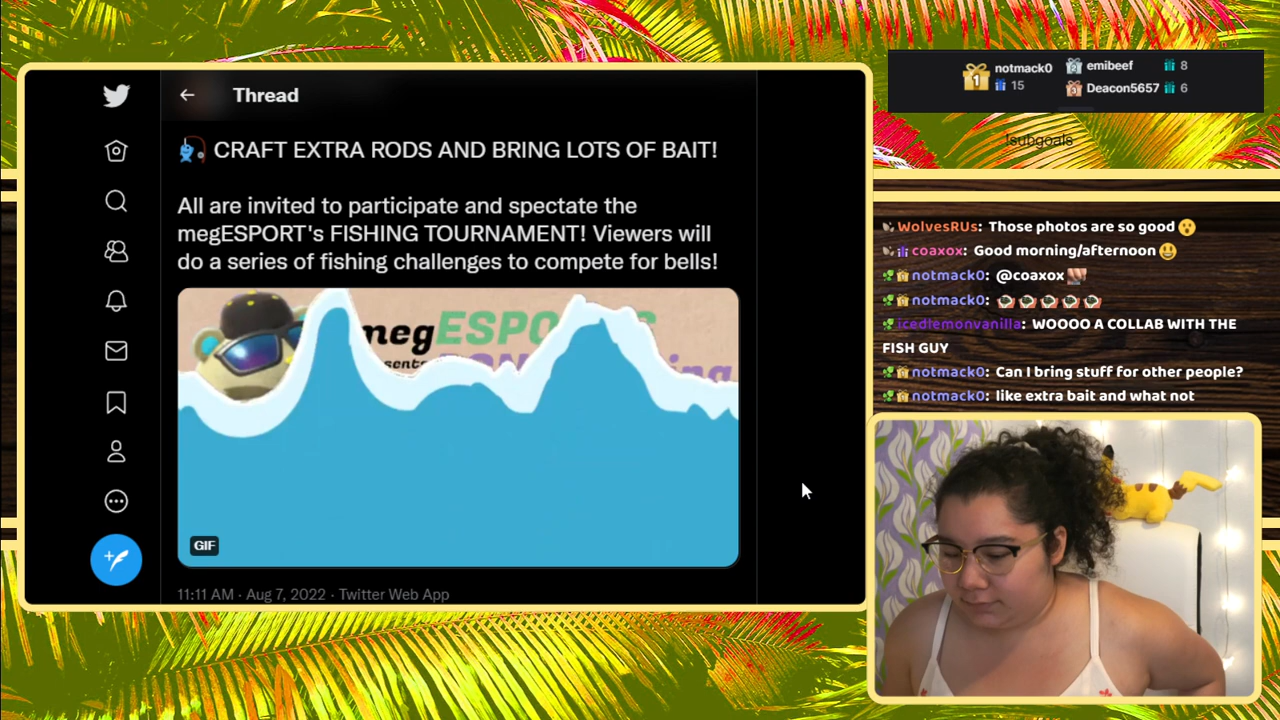 Thread
CRAFT EXTRA RODS AND BRING LOTS OF BAIT!
All are invited to participate and spectate the
megESPORT's FISHING TOURNAMENT! Viewers will
do a series of fishing challenges to compete for bells!
meg
GIF
11:11 AM · Aug 7, 2022 · Twitter Web App
1 notmack0
15
2 emibeef 8
3 Deacon5657 6
!subgoals
WolvesRUs: Those photos are so good 😮
coaxox: Good morning/afternoon 😃
notmack0: @coaxox
notmack0:
icedlemonvanilla: WOOOO A COLLAB WITH THE
FISH GUY
notmack0: Can I bring stuff for other people?
notmack0: like extra bait and what not